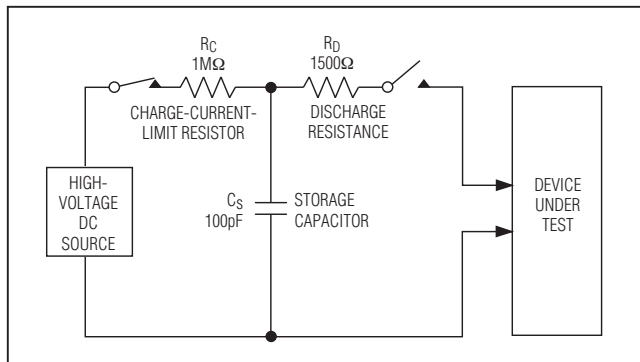 R_C
1MΩ
CHARGE-CURRENT-
LIMIT RESISTOR
R_D
1500Ω
DISCHARGE
RESISTANCE
HIGH-
VOLTAGE
DC
SOURCE
C_S
100pF
STORAGE
CAPACITOR
DEVICE
UNDER
TEST